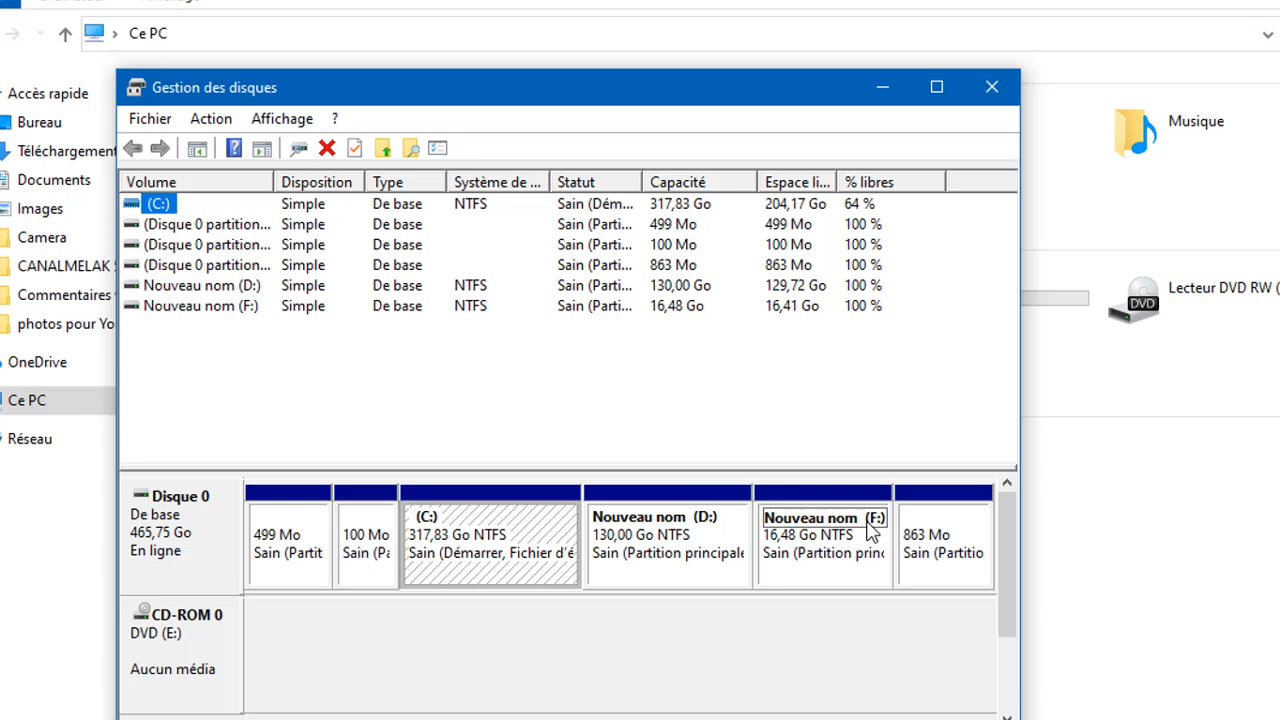 Ce PC
Accès rapide
Bureau
Téléchargement
Documents
Images
Camera
CANALMELAK
Commentaires
photos pour Yo
OneDrive
Ce PC
Réseau
Gestion des disques
Fichier Action Affichage ?
Volume Disposition Type Système de ... Statut Capacité Espace li... % libres
(C:) Simple De base NTFS Sain (Dém... 317,83 Go 204,17 Go 64 %
(Disque 0 partition... Simple De base Sain (Parti... 499 Mo 499 Mo 100 %
(Disque 0 partition... Simple De base Sain (Parti... 100 Mo 100 Mo 100 %
(Disque 0 partition... Simple De base Sain (Parti... 863 Mo 863 Mo 100 %
Nouveau nom (D:) Simple De base NTFS Sain (Parti... 130,00 Go 129,72 Go 100 %
Nouveau nom (F:) Simple De base NTFS Sain (Parti... 16,48 Go 16,41 Go 100 %
Disque 0
De base
465,75 Go
En ligne
499 Mo
Sain (Partit
100 Mo
Sain (Pa
(C:)
317,83 Go NTFS
Sain (Démarrer, Fichier d'é
Nouveau nom (D:)
130,00 Go NTFS
Sain (Partition principale
Nouveau nom (F:)
16,48 Go NTFS
Sain (Partition princ
863 Mo
Sain (Partitio
CD-ROM 0
DVD (E:)
Aucun média
Musique
DVD
Lecteur DVD RW (